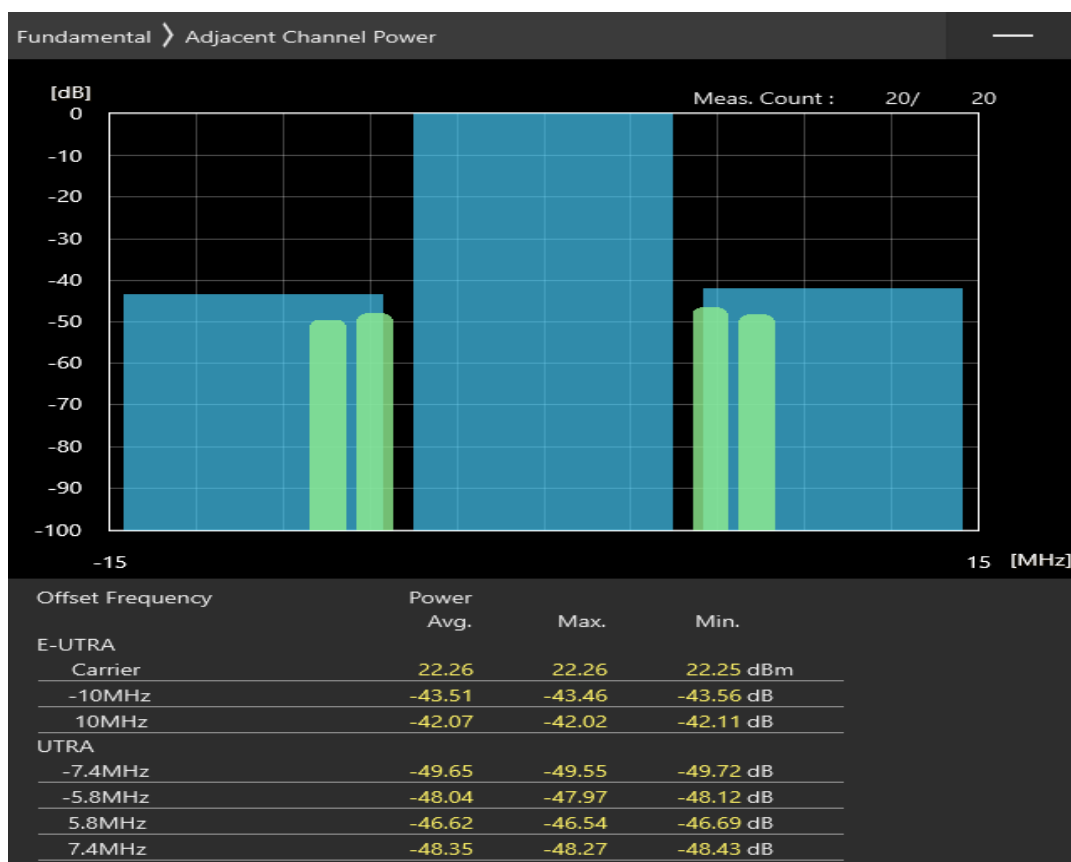 Fundamental ❯ Adjacent Channel Power
[dB]
Meas. Count : 20/ 20
0
-10
-20
-30
-40
-50
-60
-70
-80
-90
-100
-15 15 [MHz]
Offset Frequency Power
Avg. Max. Min.
E-UTRA
Carrier 22.26 22.26 22.25 dBm
-10MHz -43.51 -43.46 -43.56 dB
10MHz -42.07 -42.02 -42.11 dB
UTRA
-7.4MHz -49.65 -49.55 -49.72 dB
-5.8MHz -48.04 -47.97 -48.12 dB
5.8MHz -46.62 -46.54 -46.69 dB
7.4MHz -48.35 -48.27 -48.43 dB